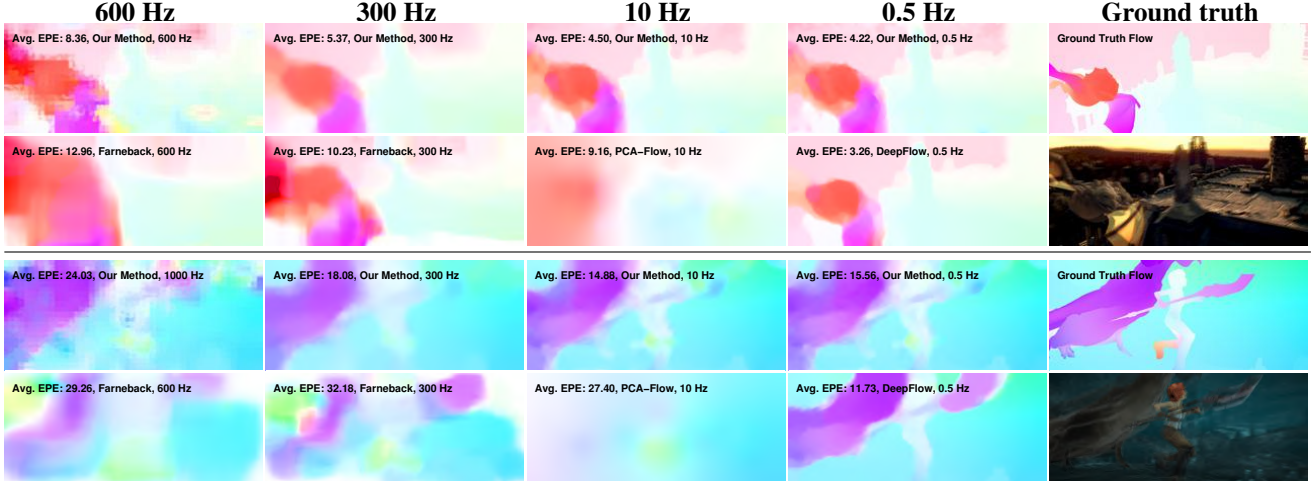 600 Hz 300 Hz 10 Hz 0.5 Hz Ground truth
Avg. EPE: 8.36, Our Method, 600 Hz Avg. EPE: 5.37, Our Method, 300 Hz Avg. EPE: 4.50, Our Method, 10 Hz Avg. EPE: 4.22, Our Method, 0.5 Hz Ground Truth Flow
Avg. EPE: 12.96, Farneback, 600 Hz Avg. EPE: 10.23, Farneback, 300 Hz Avg. EPE: 9.16, PCA−Flow, 10 Hz Avg. EPE: 3.26, DeepFlow, 0.5 Hz
Avg. EPE: 24.03, Our Method, 1000 Hz Avg. EPE: 18.08, Our Method, 300 Hz Avg. EPE: 14.88, Our Method, 10 Hz Avg. EPE: 15.56, Our Method, 0.5 Hz Ground Truth Flow
Avg. EPE: 29.26, Farneback, 600 Hz Avg. EPE: 32.18, Farneback, 300 Hz Avg. EPE: 27.40, PCA−Flow, 10 Hz Avg. EPE: 11.73, DeepFlow, 0.5 Hz